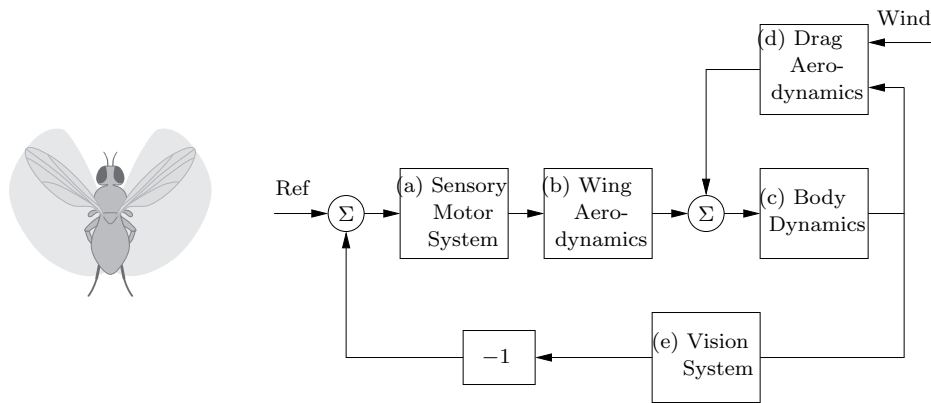 Wind
(d) Drag
Aero-
dynamics
Ref
Σ
(a) Sensory
Motor
System
(b) Wing
Aero-
dynamics
Σ
(c) Body
Dynamics
−1
(e) Vision
System